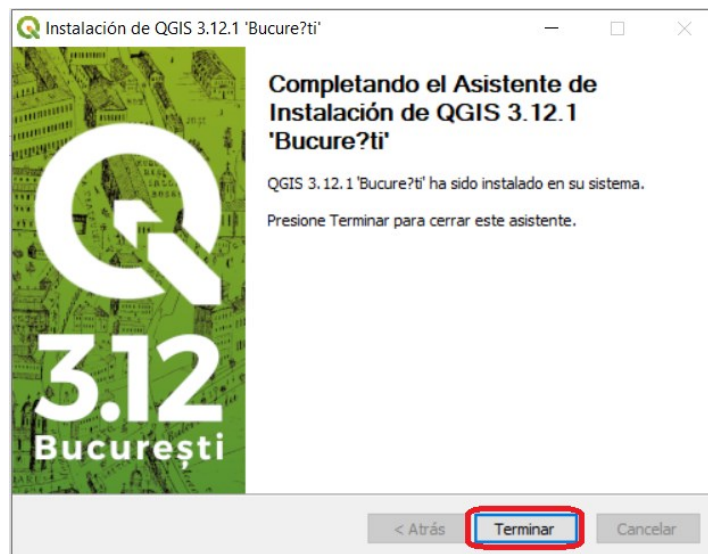 Instalación de QGIS 3.12.1 'Bucure?ti'
Completando el Asistente de
Instalación de QGIS 3.12.1
'Bucure?ti'
QGIS 3.12.1 'Bucure?ti' ha sido instalado en su sistema.
Presione Terminar para cerrar este asistente.
3.12
București
< Atrás
Terminar
Cancelar